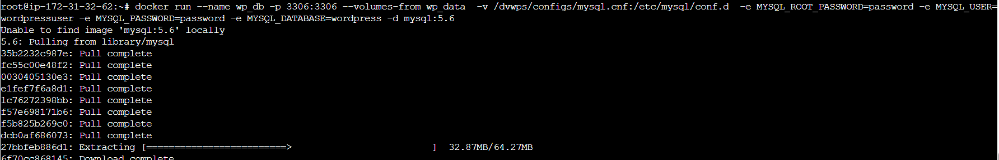 root@ip-172-31-32-62:~# docker run --name wp_db -p 3306:3306 --volumes-from wp_data  -v /dvwps/configs/mysql.cnf:/etc/mysql/conf.d  -e MYSQL_ROOT_PASSWORD=password -e MYSQL_USER=
wordpressuser -e MYSQL_PASSWORD=password -e MYSQL_DATABASE=wordpress -d mysql:5.6
Unable to find image 'mysql:5.6' locally
5.6: Pulling from library/mysql
35b2232c987e: Pull complete
fc55c00e48f2: Pull complete
0030405130e3: Pull complete
e1fef7f6a8d1: Pull complete
1c76272398bb: Pull complete
f57e698171b6: Pull complete
f5b825b269c0: Pull complete
dcb0af686073: Pull complete
27bbfeb886d1: Extracting [=========================>                         ]  32.87MB/64.27MB
6f70cc868145: Download complete